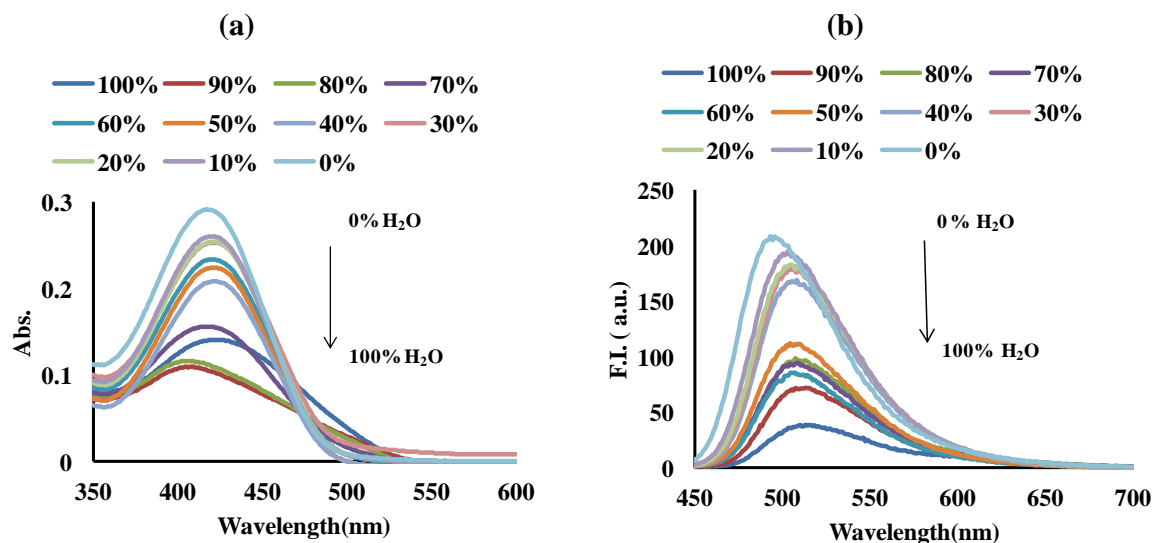 (a)
100% 90% 80% 70%
60% 50% 40% 30%
20% 10% 0%
0.3
0.2
0.1
0
Abs.
0% H₂O
100% H₂O
350 400 450 500 550 600
Wavelength(nm)
(b)
100% 90% 80% 70%
60% 50% 40% 30%
20% 10% 0%
250
200
150
100
50
0
F.I. ( a.u.)
0% H₂O
100% H₂O
450 500 550 600 650 700
Wavelength(nm)